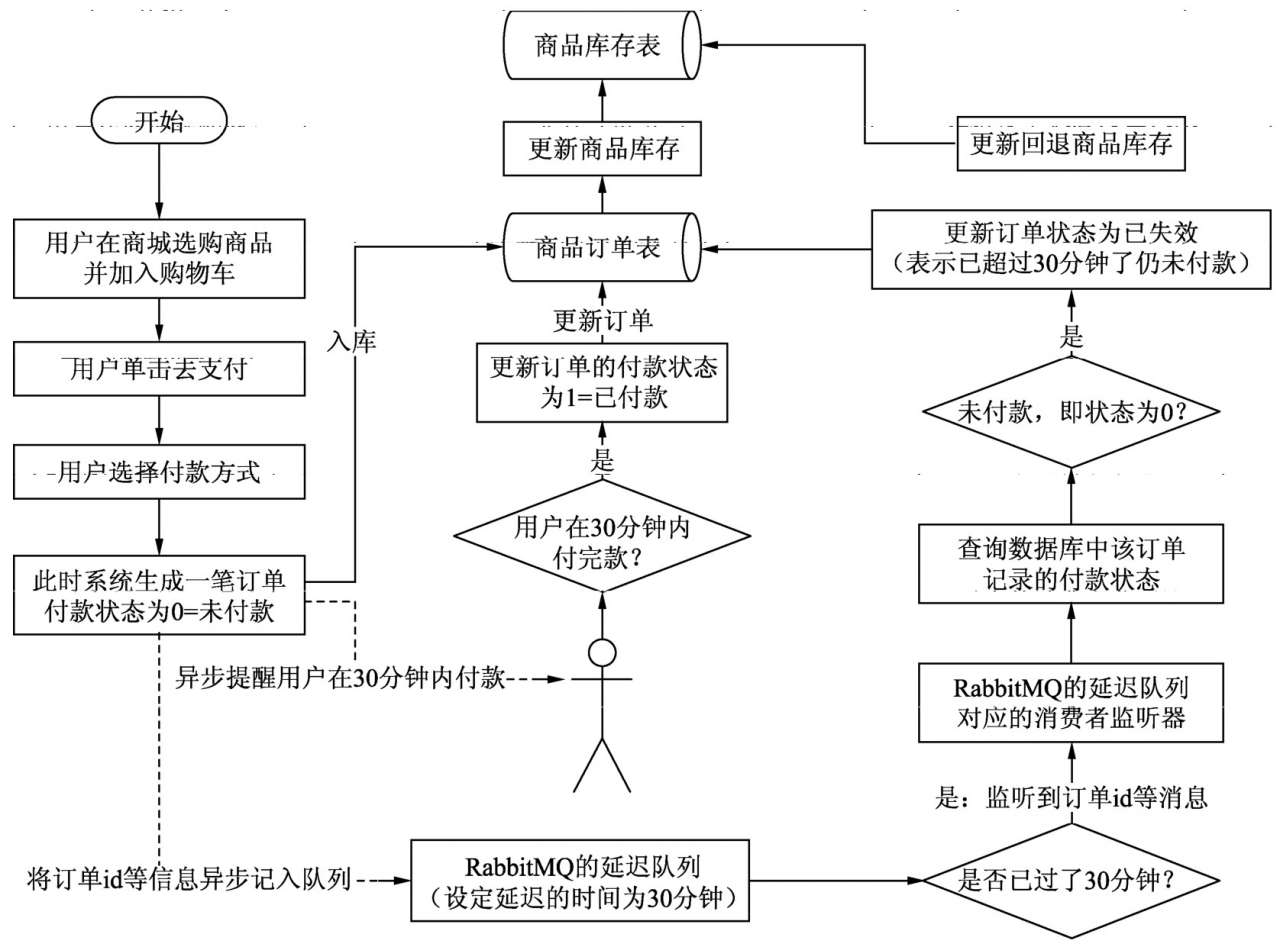 开始
用户在商城选购商品
并加入购物车
用户单击去支付
用户选择付款方式
此时系统生成一笔订单
付款状态为0=未付款
入库
商品库存表
更新商品库存
商品订单表
更新订单
更新订单的付款状态
为1=已付款
是
用户在30分钟内
付完款？
异步提醒用户在30分钟内付款
将订单id等信息异步记入队列
RabbitMQ的延迟队列
（设定延迟的时间为30分钟）
是否已过了30分钟？
是：监听到订单id等消息
RabbitMQ的延迟队列
对应的消费者监听器
查询数据库中该订单
记录的付款状态
未付款，即状态为0？
是
更新订单状态为已失效
（表示已超过30分钟了仍未付款）
更新回退商品库存